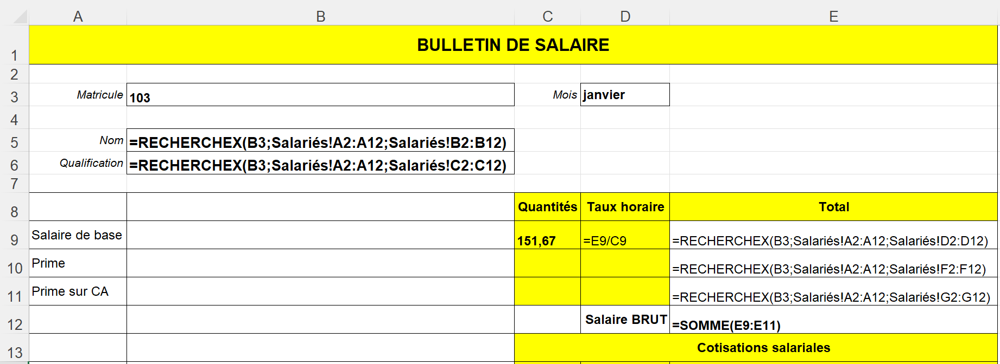 A B C D E
1 BULLETIN DE SALAIRE
2
3 Matricule 103 Mois janvier
4
5 Nom =RECHERCHEX(B3;Salariés!A2:A12;Salariés!B2:B12)
6 Qualification =RECHERCHEX(B3;Salariés!A2:A12;Salariés!C2:C12)
7
8 Quantités Taux horaire Total
9 Salaire de base 151,67 =E9/C9 =RECHERCHEX(B3;Salariés!A2:A12;Salariés!D2:D12)
10 Prime =RECHERCHEX(B3;Salariés!A2:A12;Salariés!F2:F12)
11 Prime sur CA =RECHERCHEX(B3;Salariés!A2:A12;Salariés!G2:G12)
12 Salaire BRUT =SOMME(E9:E11)
13 Cotisations salariales